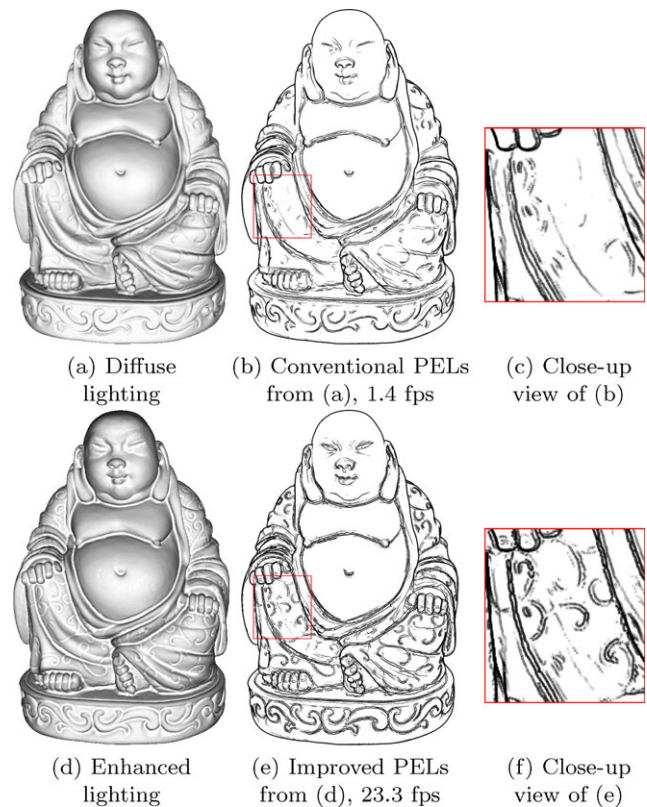 (a) Diffuse
lighting
(b) Conventional PELs
from (a), 1.4 fps
(c) Close-up
view of (b)
(d) Enhanced
lighting
(e) Improved PELs
from (d), 23.3 fps
(f) Close-up
view of (e)